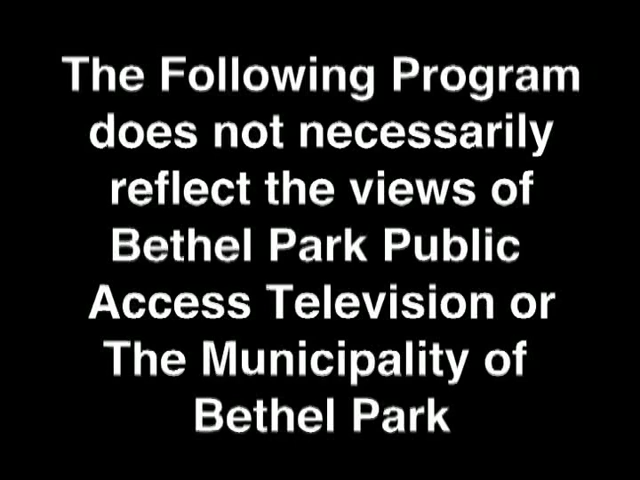 The Following Program
does not necessarily
reflect the views of
Bethel Park Public
Access Television or
The Municipality of
Bethel Park